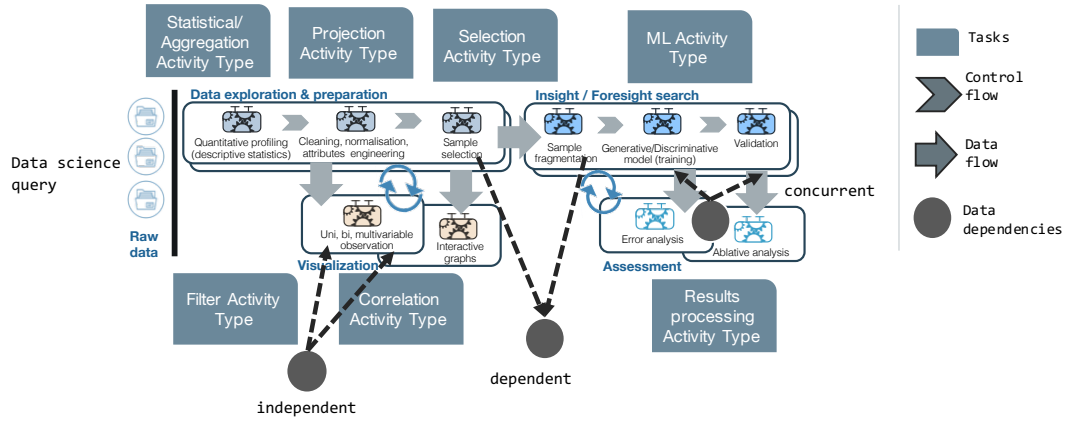 Statistical/
Aggregation
Activity Type
Projection
Activity Type
Selection
Activity Type
ML Activity
Type
Tasks
Control
flow
Data
flow
Data
dependencies
Data exploration & preparation
Insight / Foresight search
Quantitative profiling
(descriptive statistics)
Cleaning, normalisation,
attributes engineering
Sample
selection
Sample
fragmentation
Generative/Discriminative
model (training)
Validation
Data science
query
Raw
data
concurrent
Uni, bi, multivariable
observation
Interactive
graphs
Visualization
Error analysis
Ablative analysis
Assessment
Filter Activity
Type
Correlation
Activity Type
Results
processing
Activity Type
dependent
independent